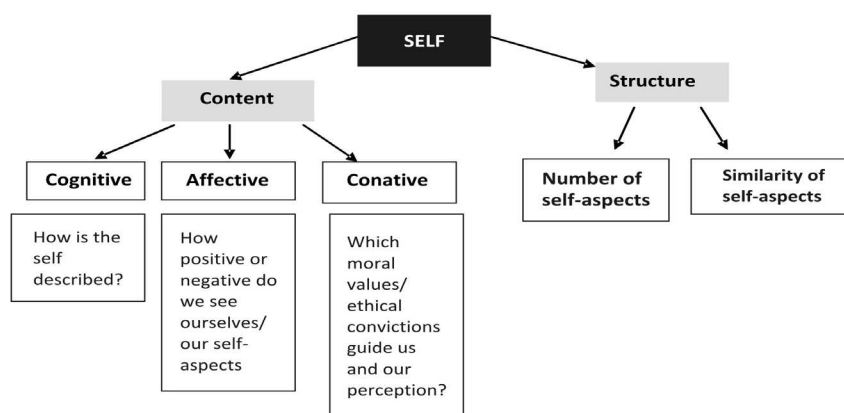 SELF
Content
Structure
Cognitive
Affective
Conative
Number of
self-aspects
Similarity of
self-aspects
How is the
self
described?
How
positive or
negative do
we see
ourselves/
our self-
aspects
Which
moral
values/
ethical
convictions
guide us
and our
perception?